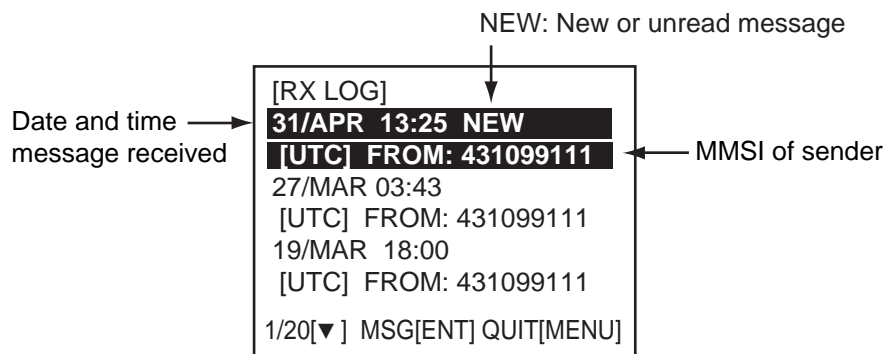 NEW: New or unread message
[RX LOG]
31/APR 13:25 NEW
[UTC] FROM: 431099111
27/MAR 03:43
[UTC] FROM: 431099111
19/MAR 18:00
[UTC] FROM: 431099111
1/20[▼] MSG[ENT] QUIT[MENU]
Date and time
message received
MMSI of sender